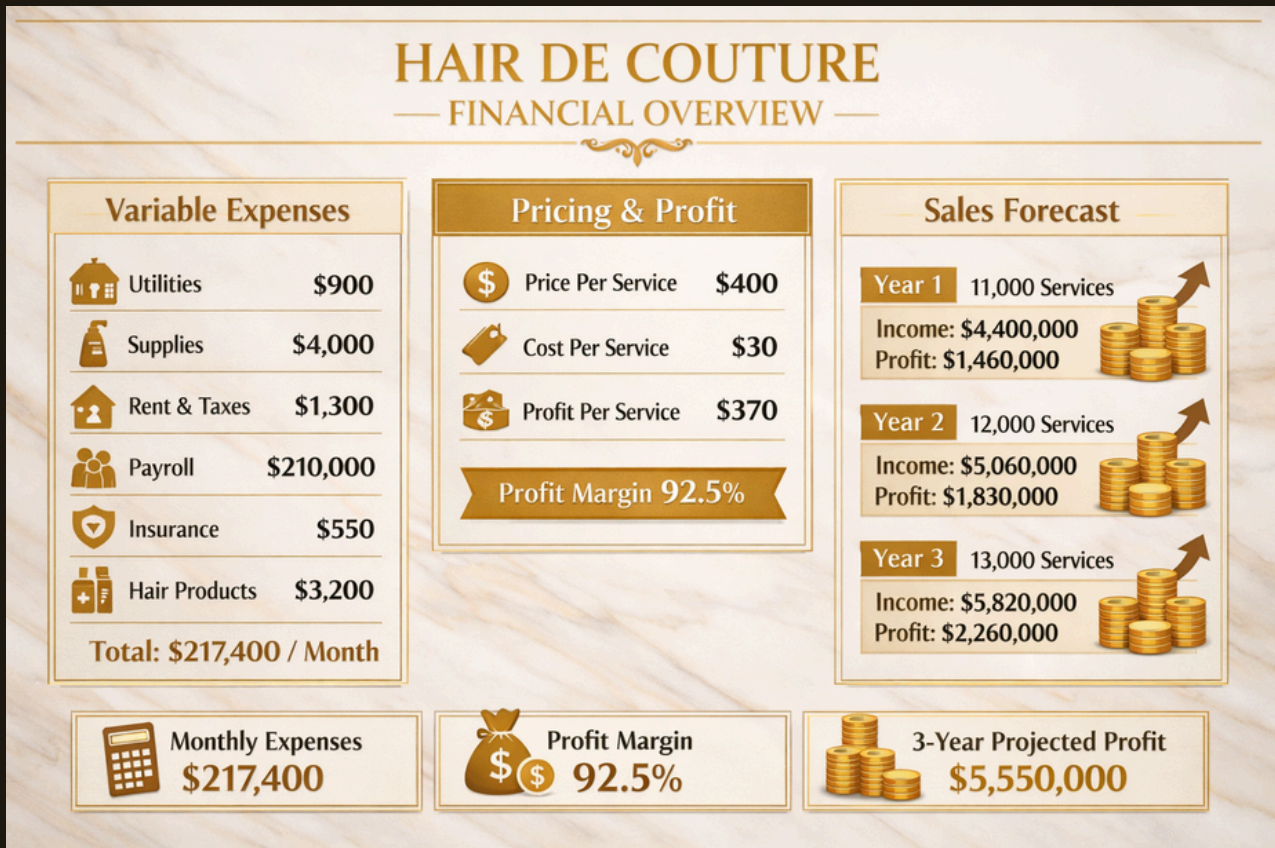 HAIR DE COUTURE
FINANCIAL OVERVIEW
Variable Expenses
Utilities $900
Supplies $4,000
Rent & Taxes $1,300
Payroll $210,000
Insurance $550
Hair Products $3,200
Total: $217,400 / Month
Pricing & Profit
$ Price Per Service $400
Cost Per Service $30
$ Profit Per Service $370
Profit Margin 92.5%
Sales Forecast
Year 1 11,000 Services
Income: $4,400,000
Profit: $1,460,000
Year 2 12,000 Services
Income: $5,060,000
Profit: $1,830,000
Year 3 13,000 Services
Income: $5,820,000
Profit: $2,260,000
Monthly Expenses
$217,400
$ $
Profit Margin
92.5%
3-Year Projected Profit
$5,550,000